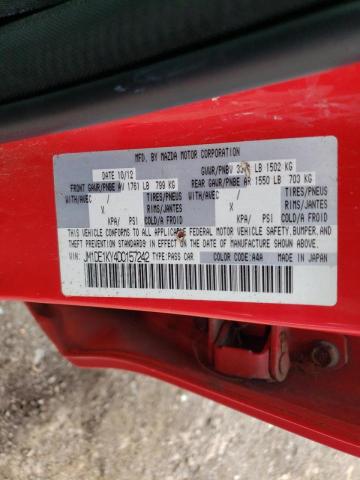 MFD. BY MAZDA MOTOR CORPORATION
DATE 10/12 GVWR/PNBV LB 1502 KG
FRONT GAWR/PNBE AV 1761 LB 799 KG REAR GAWR/PNBE AR 1550 LB 703 KG
WITH/AVEC / TIRES/PNEUS WITH/AVEC / TIRES/PNEUS
X RIMS/JANTES X RIMS/JANTES
KPA/ PSI COLD/A FROID KPA/ PSI COLD/A FROID
THIS VEHICLE CONFORMS TO ALL APPLICABLE FEDERAL MOTOR VEHICLE SAFETY, BUMPER, AND
THEFT PREVENTION STANDARDS IN EFFECT ON THE DATE OF MANUFACTURE SHOWN ABOVE.
VIN: JM1DE1KY4D0157242 TYPE: PASS CAR COLOR CODE: A4A MADE IN JAPAN